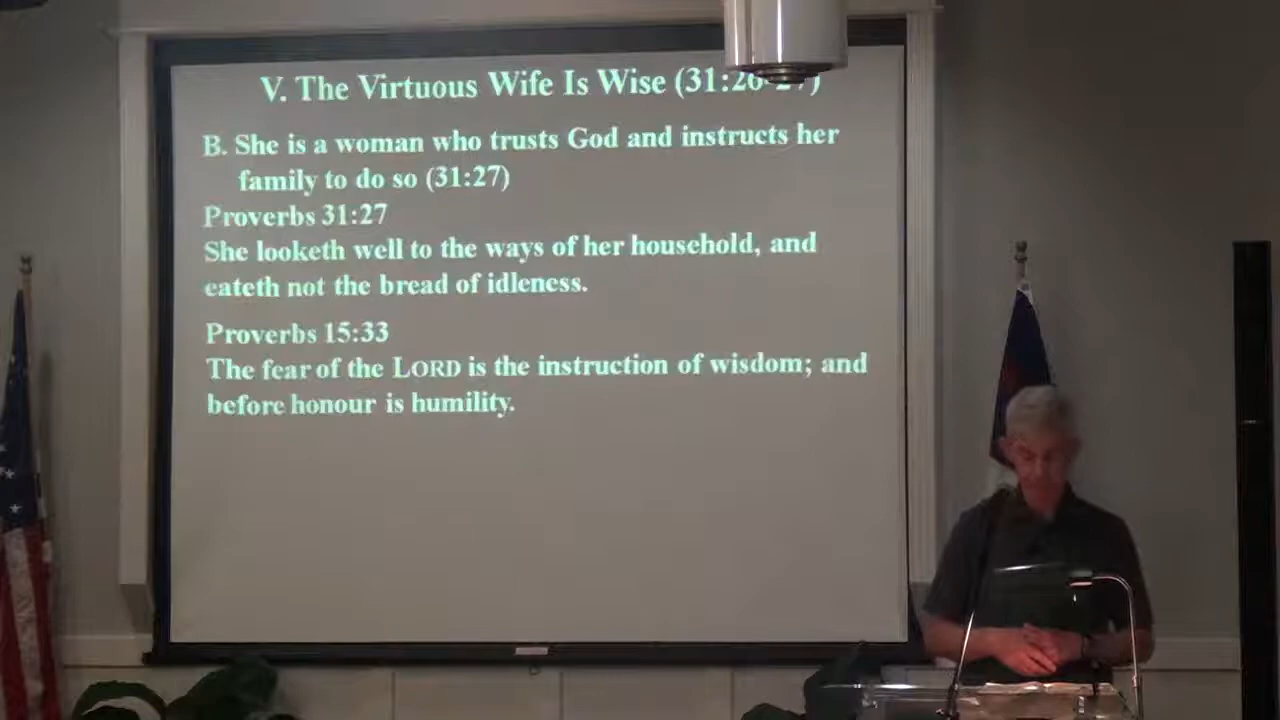 V. The Virtuous Wife Is Wise (31:26-27)
B. She is a woman who trusts God and instructs her
family to do so (31:27)
Proverbs 31:27
She looketh well to the ways of her household, and
eateth not the bread of idleness.
Proverbs 15:33
The fear of the LORD is the instruction of wisdom; and
before honour is humility.